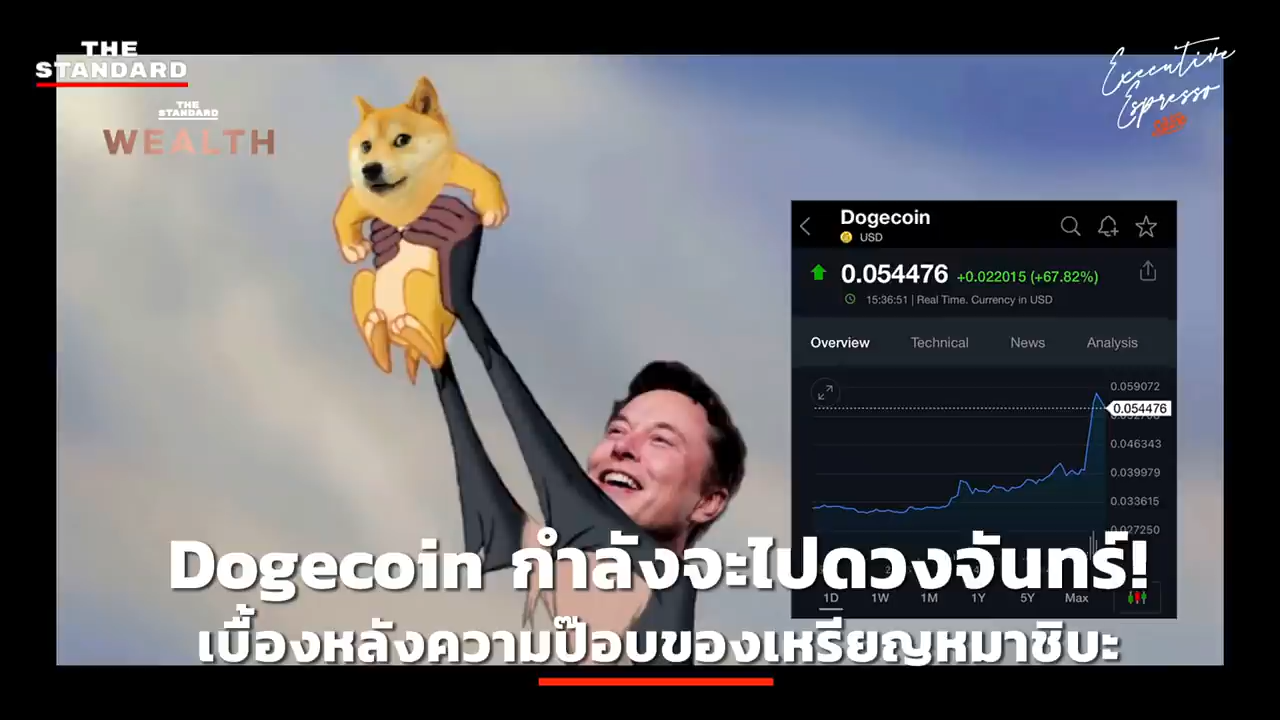 THE
STANDARD
THE
STANDARD
WEALTH
Executive
Espresso
Dogecoin
USD
0.054476 +0.022015 (+67.82%)
15:36:51 | Real Time. Currency in USD
Overview Technical News Analysis
0.059072
0.054476
0.046343
0.039979
0.033615
0.027250
1D 1W 1M 1Y 5Y Max
Dogecoin กำลังจะไปดวงจันทร์!
เบื้องหลังความป๊อบของเหรียญหมาชิบะ